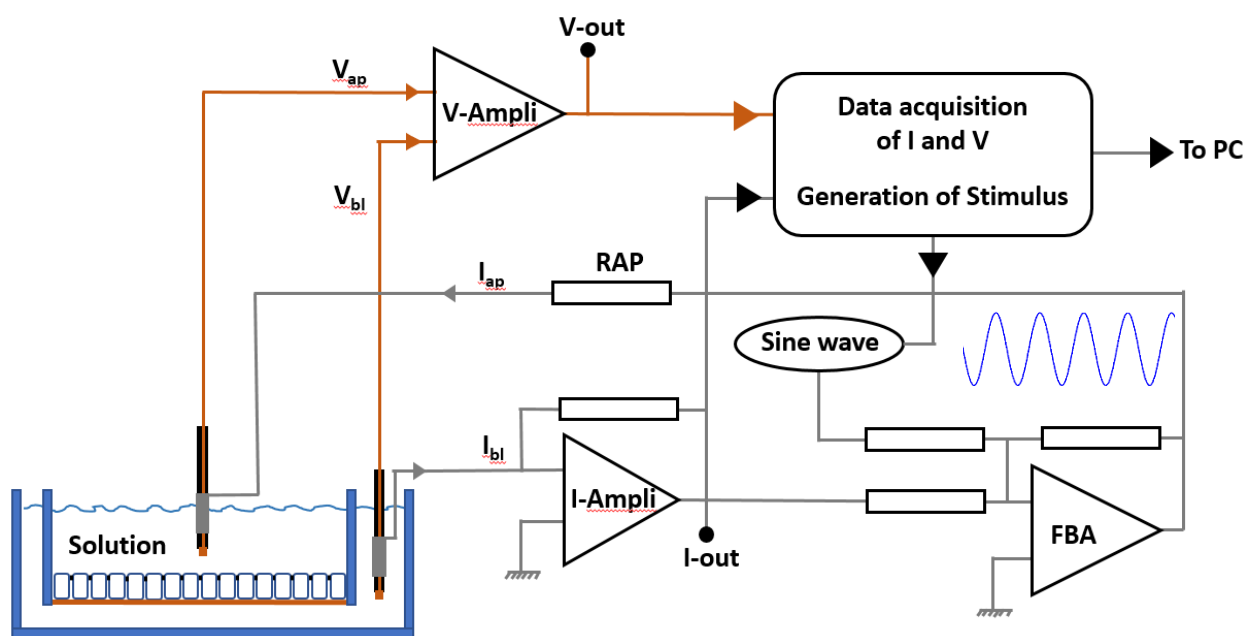 V-out
Vap
V-Ampli
Data acquisition
of I and V
To PC
Vbl
Generation of Stimulus
RAP
Iap
Sine wave
Ibl
I-Ampli
Solution
I-out
FBA